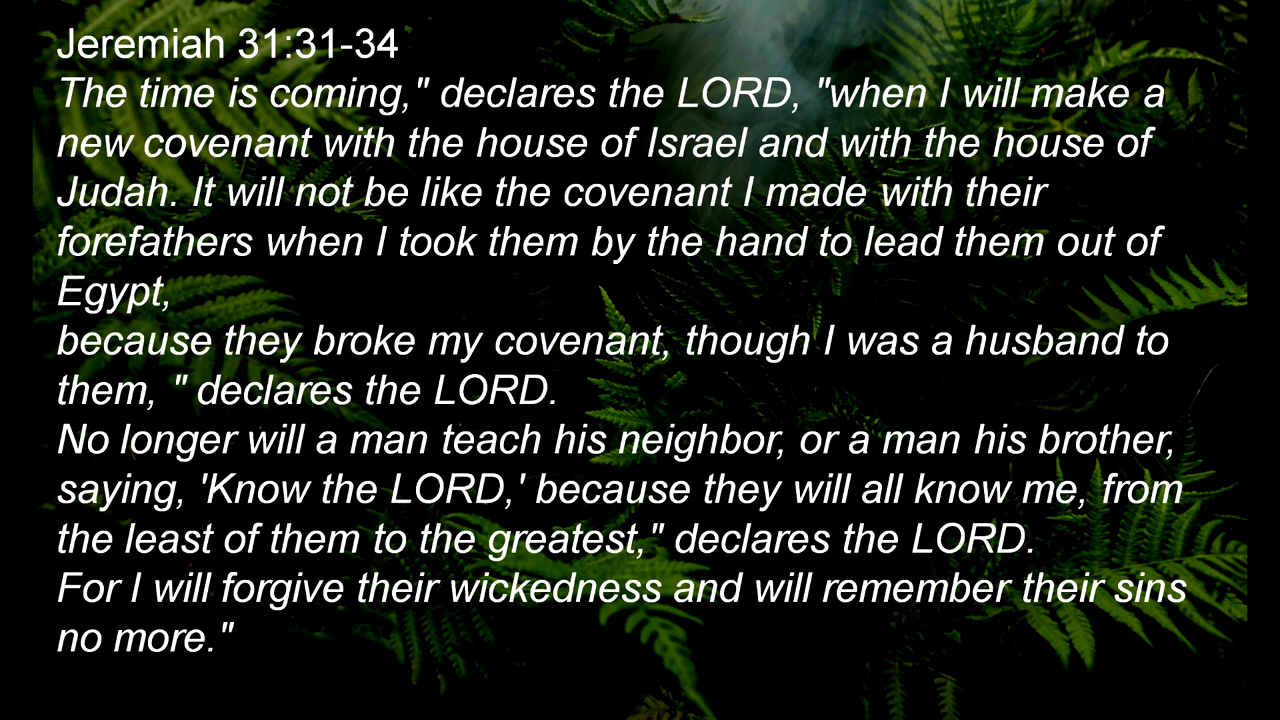 Jeremiah 31:31-34
The time is coming," declares the LORD, "when I will make a
new covenant with the house of Israel and with the house of
Judah. It will not be like the covenant I made with their
forefathers when I took them by the hand to lead them out of
Egypt,
because they broke my covenant, though I was a husband to
them, " declares the LORD.
No longer will a man teach his neighbor, or a man his brother,
saying, 'Know the LORD,' because they will all know me, from
the least of them to the greatest," declares the LORD.
For I will forgive their wickedness and will remember their sins
no more."